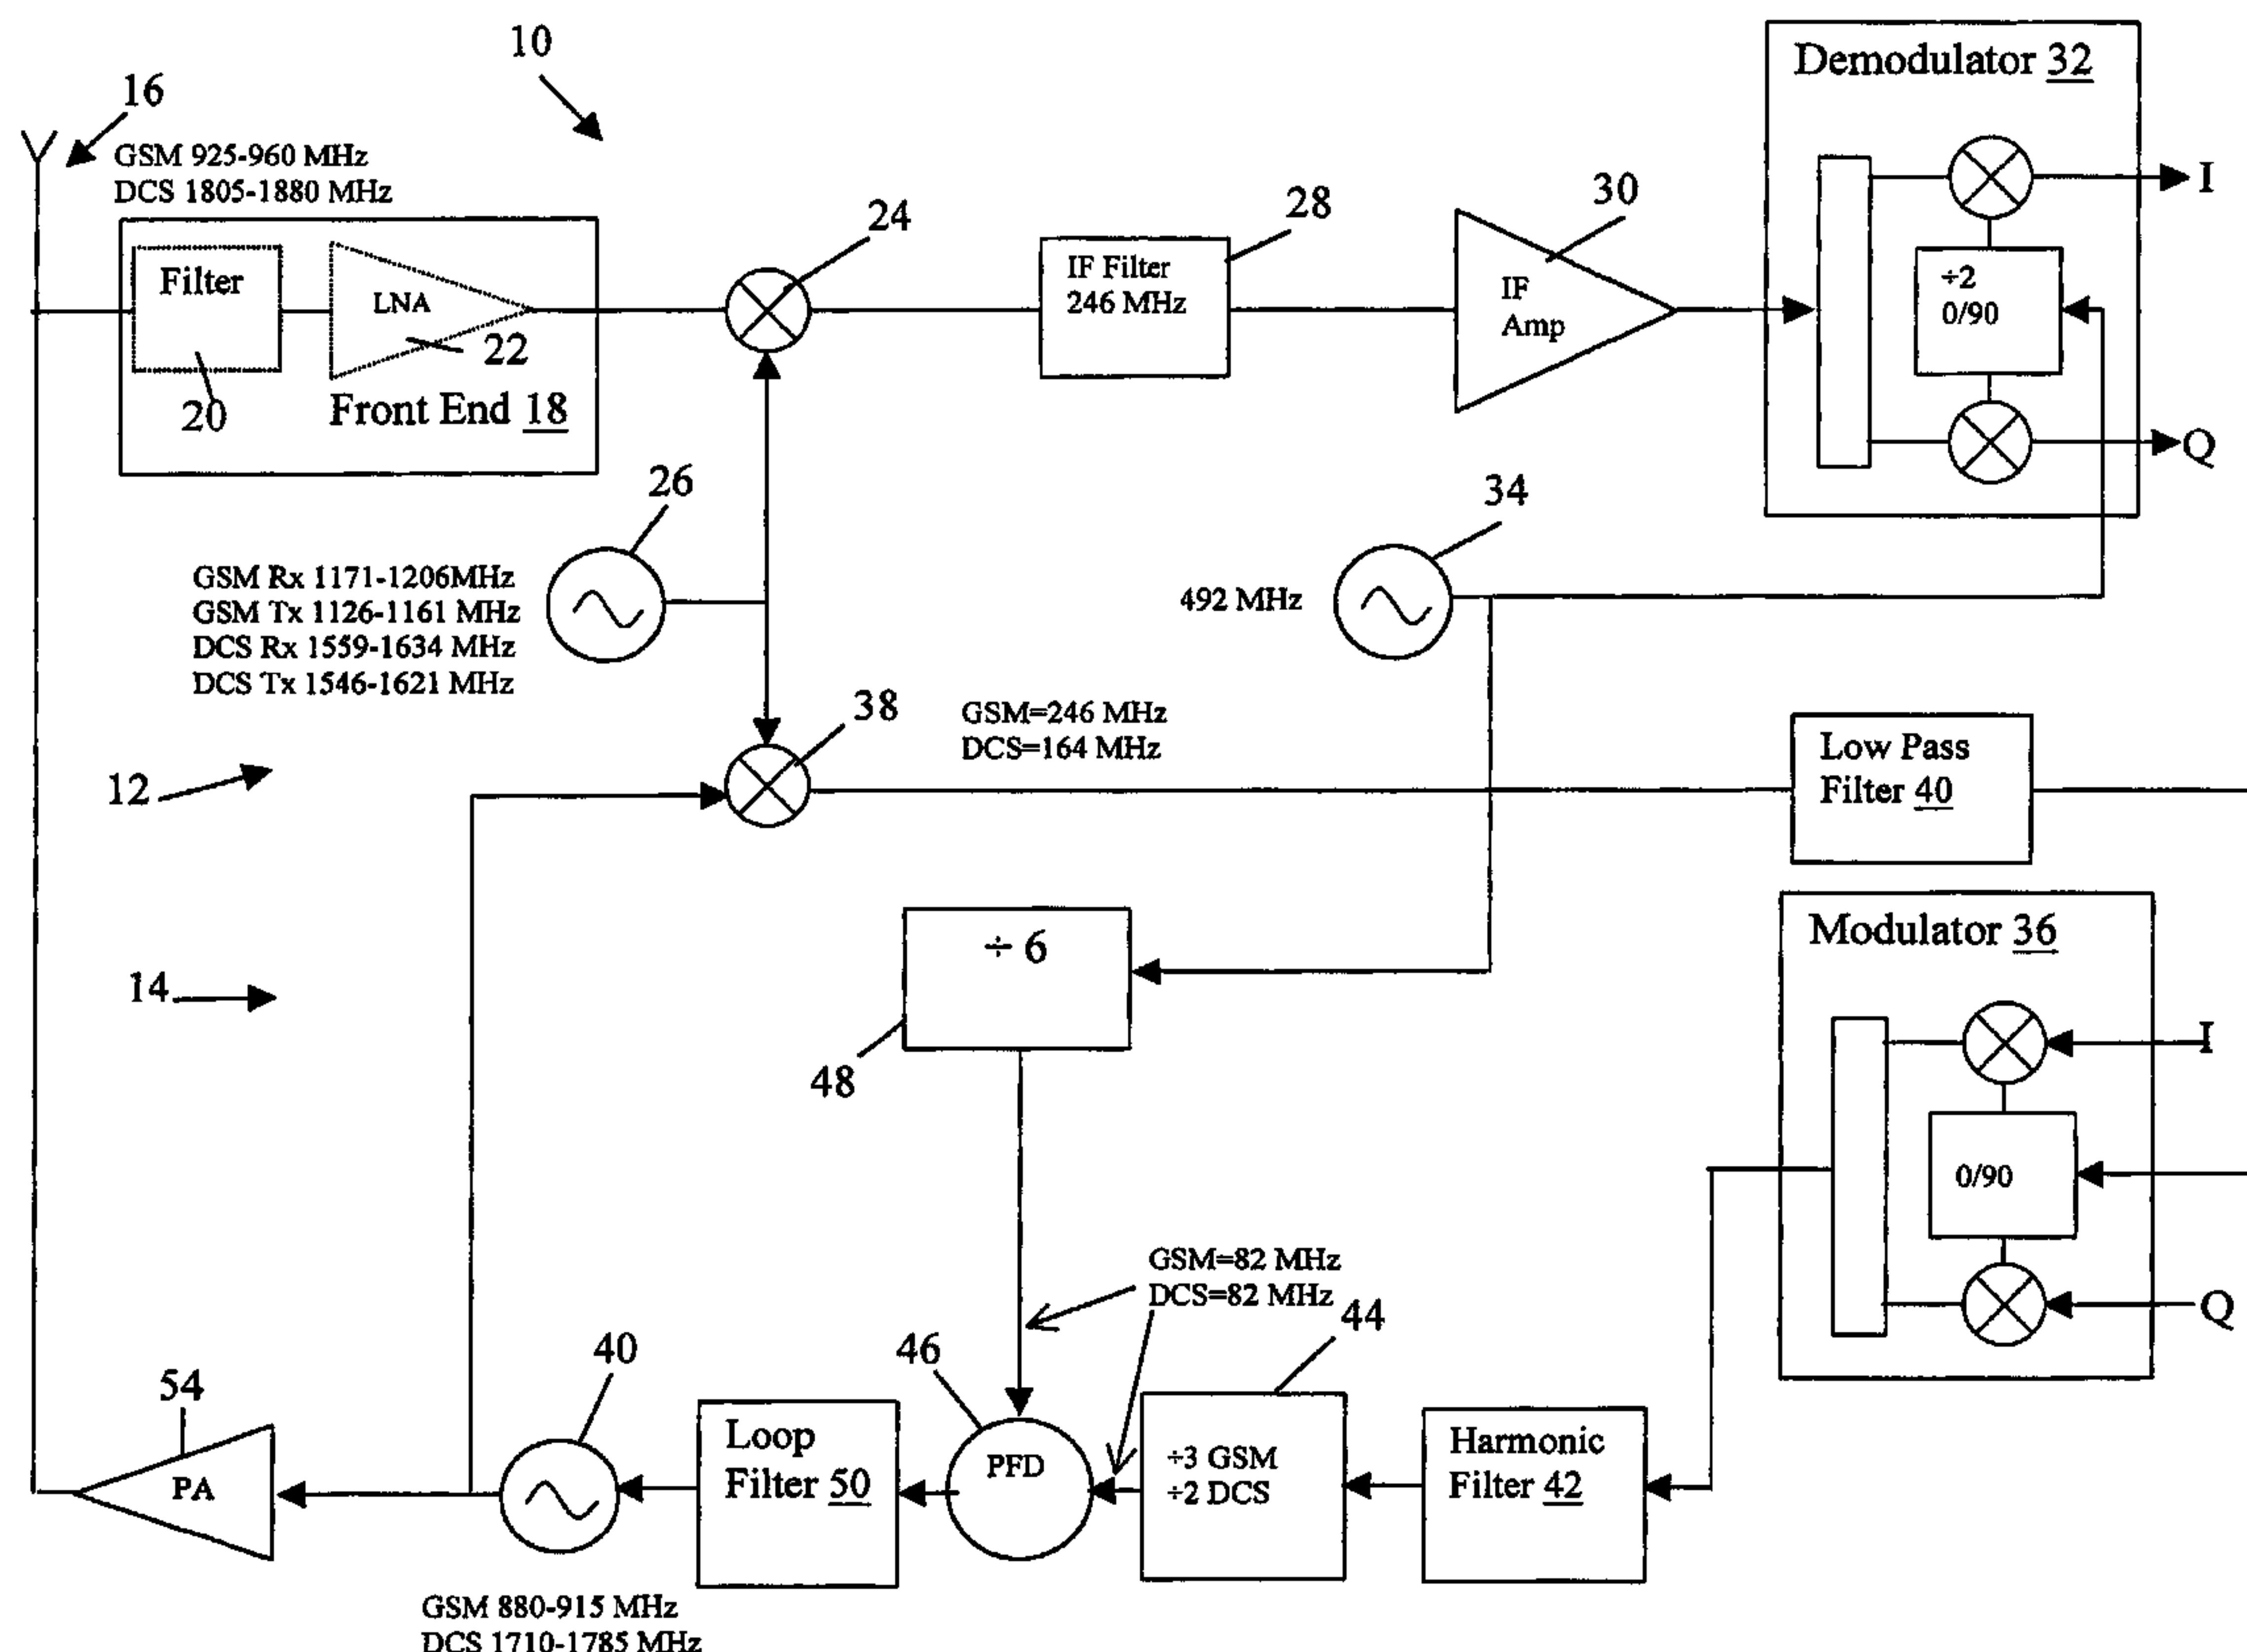 10
16
GSM 925-960 MHz
DCS 1805-1880 MHz
Filter
20
LNA
22
Front End 18
24
IF Filter
246 MHz
28
IF
Amp
30
Demodulator 32
÷2
0/90
I
Q
26
GSM Rx 1171-1206MHz
GSM Tx 1126-1161 MHz
DCS Rx 1559-1634 MHz
DCS Tx 1546-1621 MHz
34
492 MHz
38
GSM=246 MHz
DCS=164 MHz
Low Pass
Filter 40
12
14
÷ 6
48
Modulator 36
I
0/90
Q
GSM=82 MHz
DCS=82 MHz
44
54
PA
40
Loop
Filter 50
46
PFD
÷3 GSM
÷2 DCS
Harmonic
Filter 42
GSM 880-915 MHz
DCS 1710-1785 MHz